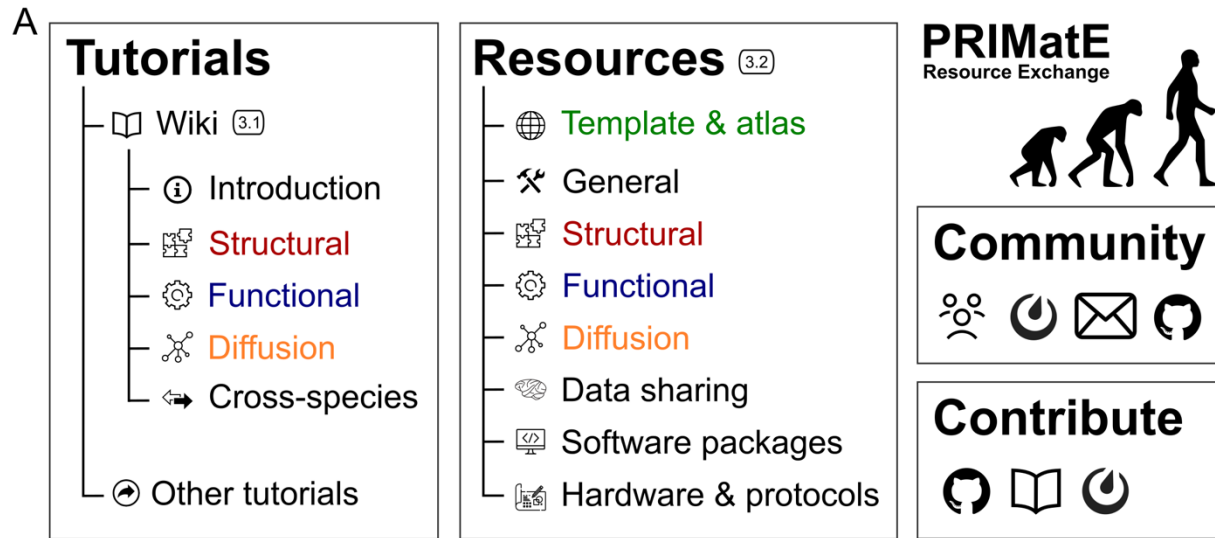 A
Tutorials
Wiki 3.1
Introduction
Structural
Functional
Diffusion
Cross-species
Other tutorials
Resources 3.2
Template & atlas
General
Structural
Functional
Diffusion
Data sharing
Software packages
Hardware & protocols
PRIMatE
Resource Exchange
Community
Contribute